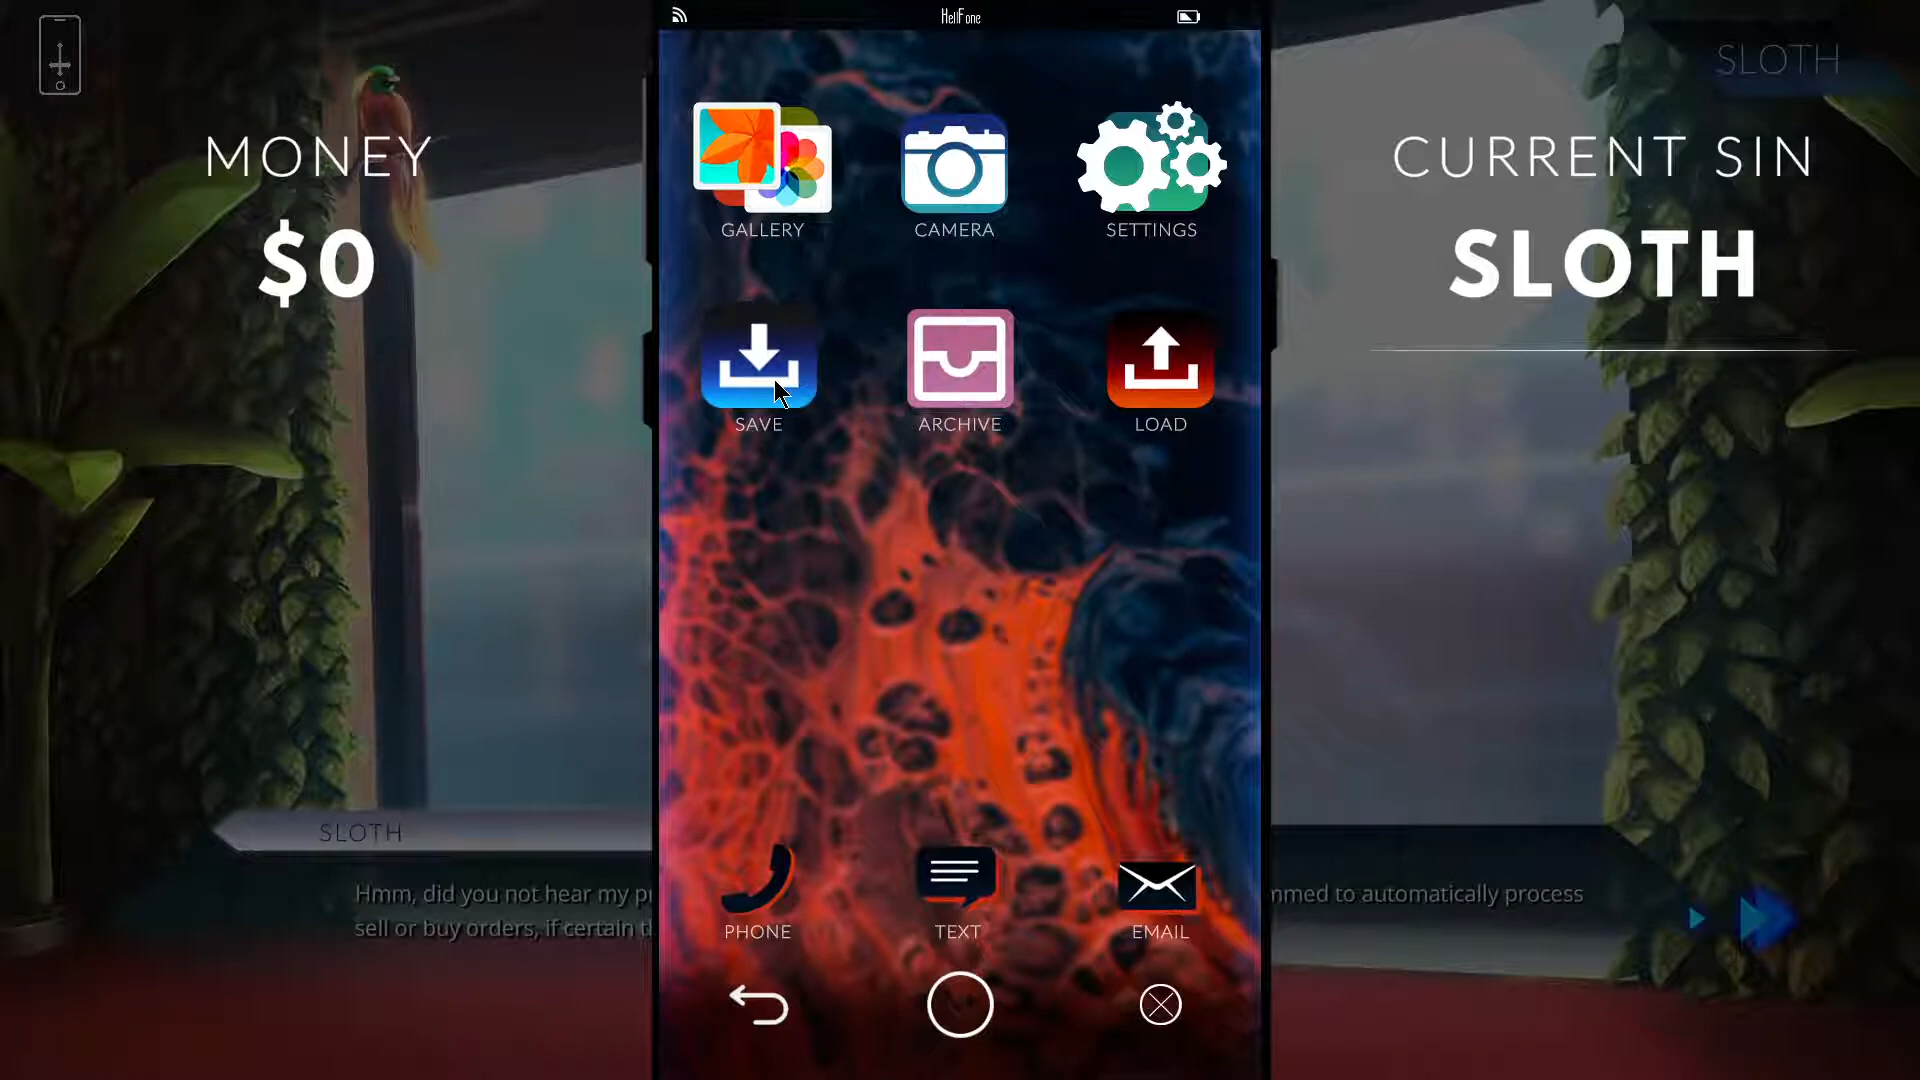 HellFone
SLOTH
MONEY
$0
CURRENT SIN
SLOTH
GALLERY
CAMERA
SETTINGS
SAVE
ARCHIVE
LOAD
SLOTH
Hmm, did you not hear my
to automatically process
sell or buy orders, if certain
PHONE
TEXT
EMAIL